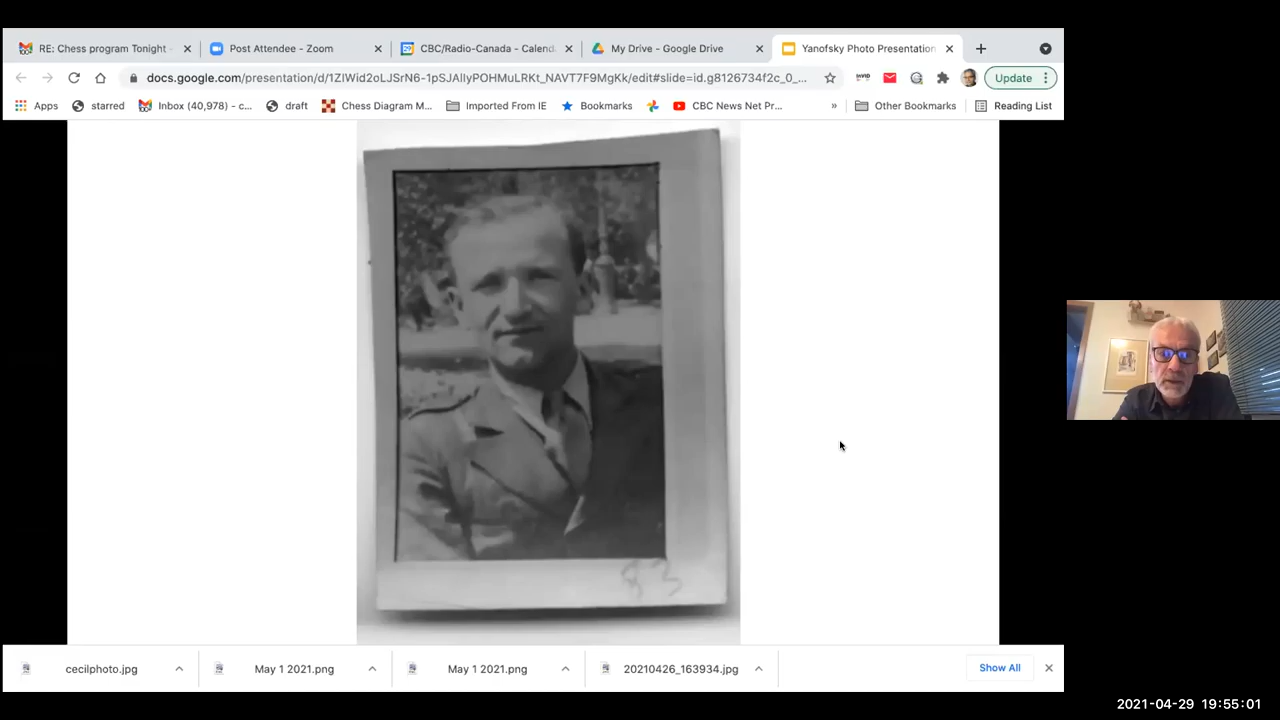 RE: Chess program Tonight -
Post Attendee - Zoom
CBC/Radio-Canada - Calend
My Drive - Google Drive
Yanofsky Photo Presentation
docs.google.com/presentation/d/1ZIWid2oLJSrN6-1pSJAllyPOHMuLRKt_NAVT7F9MgKk/edit#slide=id.g8126734f2c_0_...
Update
Apps
starred
Inbox (40,978) - c...
draft
Chess Diagram M...
Imported From IE
Bookmarks
CBC News Net Pr...
»
Other Bookmarks
Reading List
83
cecilphoto.jpg
May 1 2021.png
May 1 2021.png
20210426_163934.jpg
Show All
2021-04-29 19:55:01